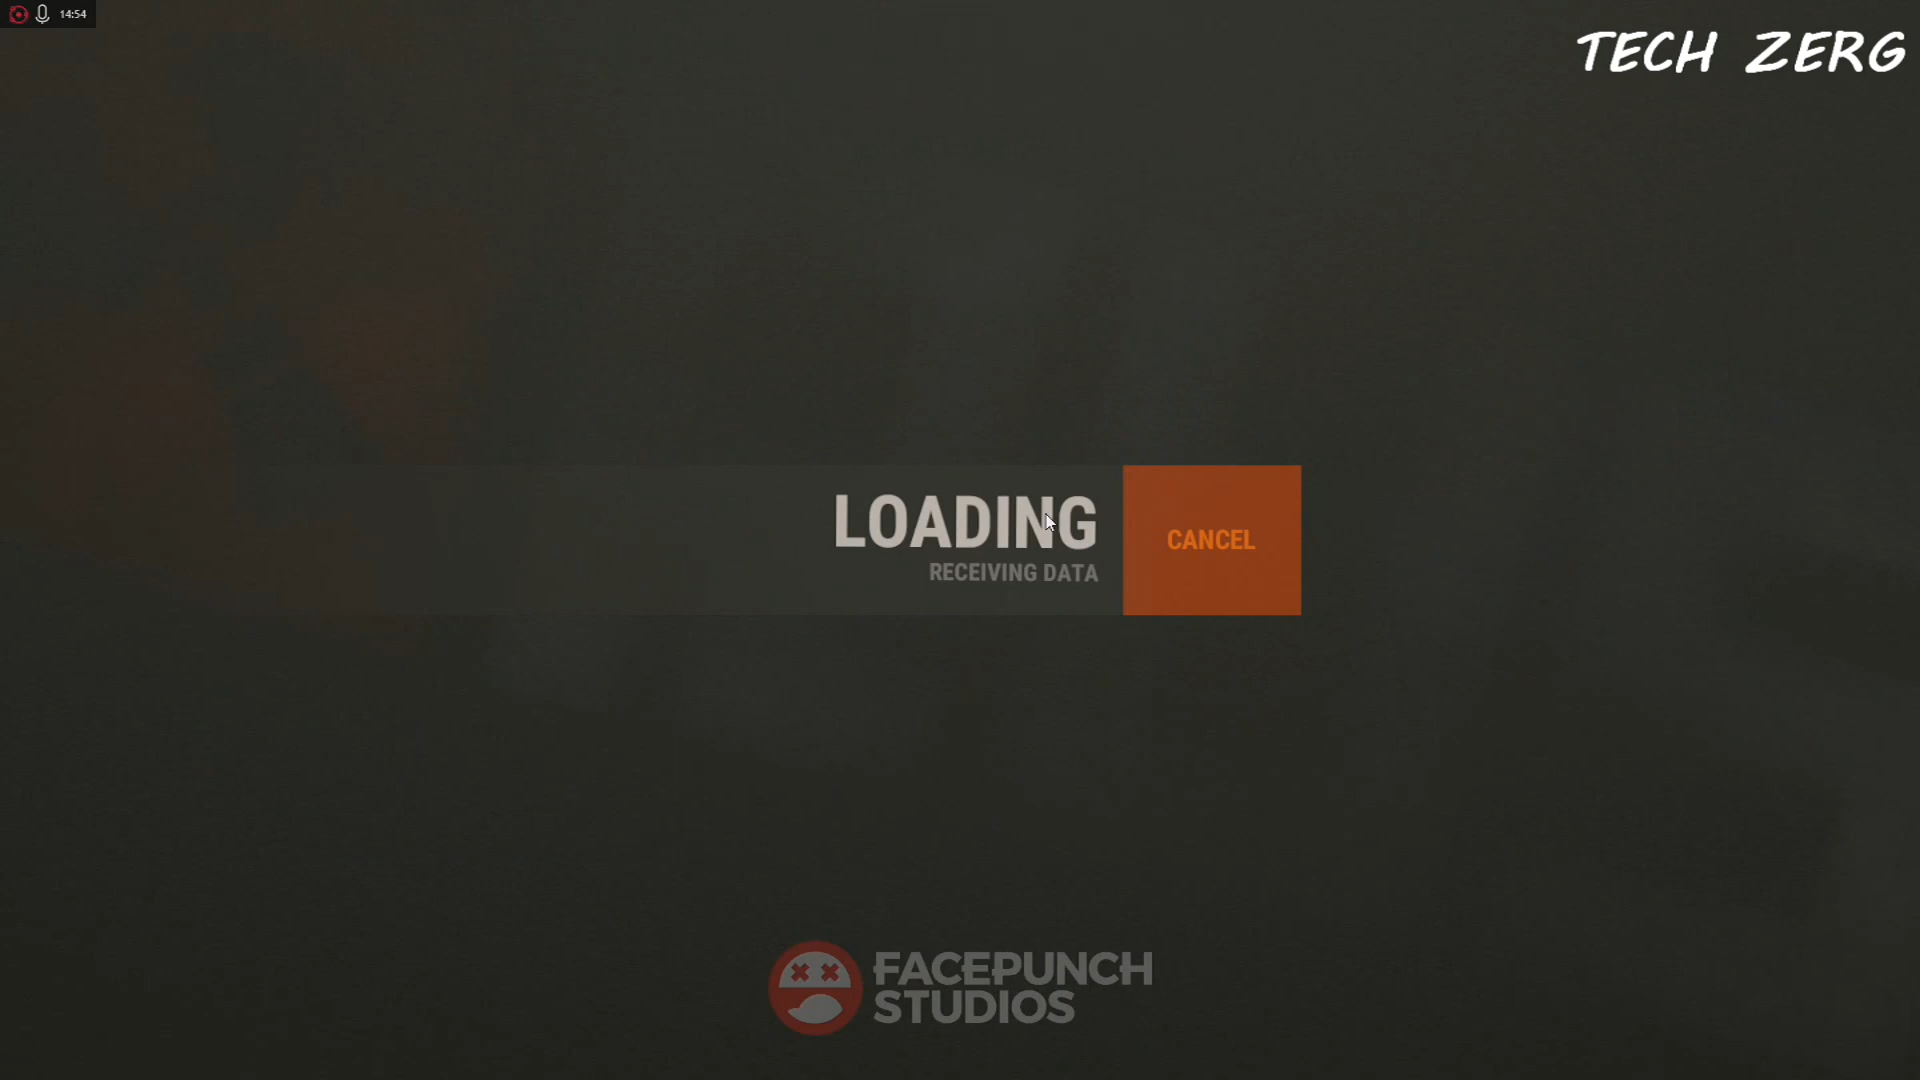 14:54
TECH ZERG
LOADING
RECEIVING DATA
CANCEL
FACEPUNCH
STUDIOS